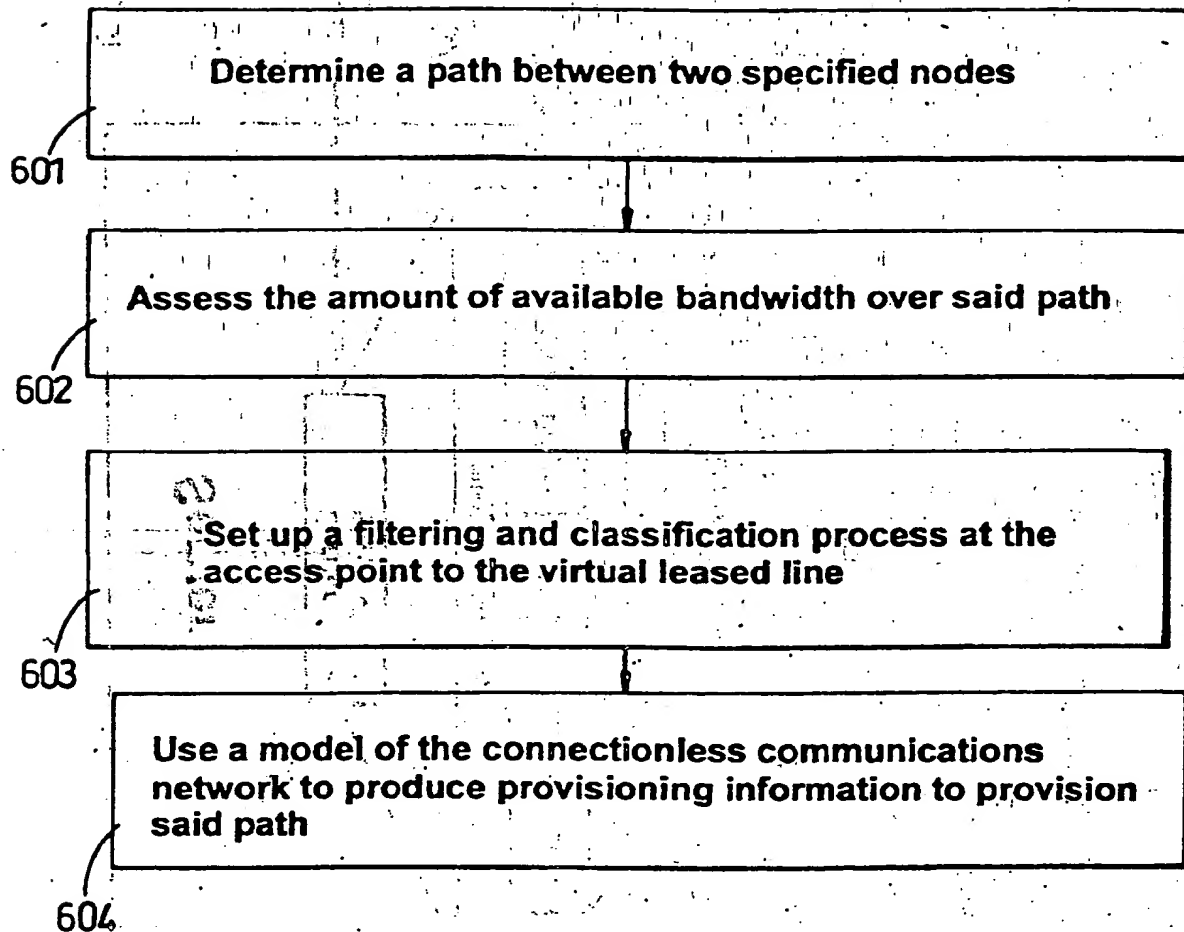 Determine a path between two specified nodes
601
Assess the amount of available bandwidth over said path
602
Set up a filtering and classification process at the
access point to the virtual leased line
603
Use a model of the connectionless communications
network to produce provisioning information to provision
said path
604